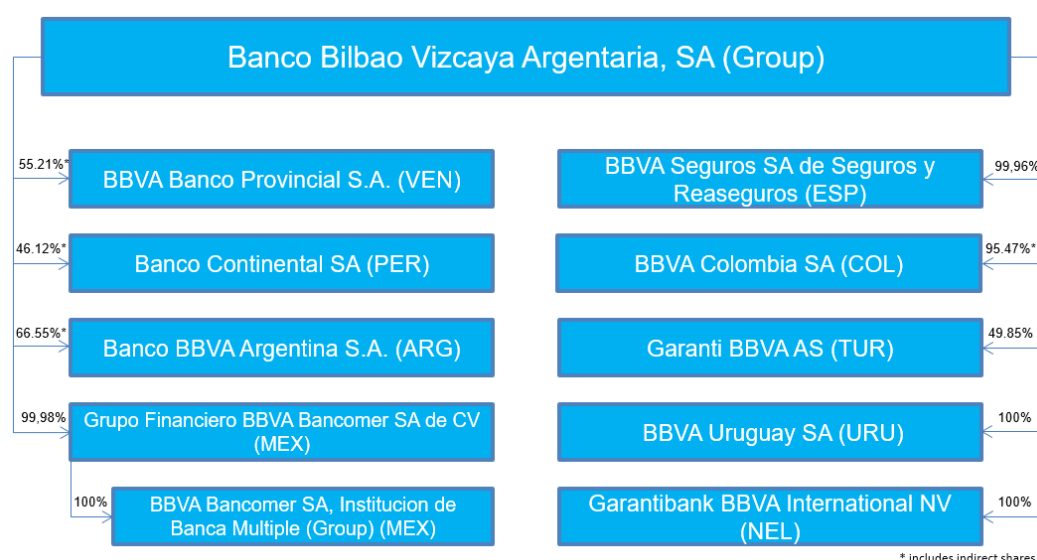 Banco Bilbao Vizcaya Argentaria, SA (Group)
55.21%*
BBVA Banco Provincial S.A. (VEN)
BBVA Seguros SA de Seguros y
Reaseguros (ESP)
99,96%
46.12%*
Banco Continental SA (PER)
BBVA Colombia SA (COL)
95.47%*
66.55%*
Banco BBVA Argentina S.A. (ARG)
Garanti BBVA AS (TUR)
49.85%
99,98%
Grupo Financiero BBVA Bancomer SA de CV
(MEX)
BBVA Uruguay SA (URU)
100%
100%
BBVA Bancomer SA, Institucion de
Banca Multiple (Group) (MEX)
Garantibank BBVA International NV
(NEL)
100%
* includes indirect shares